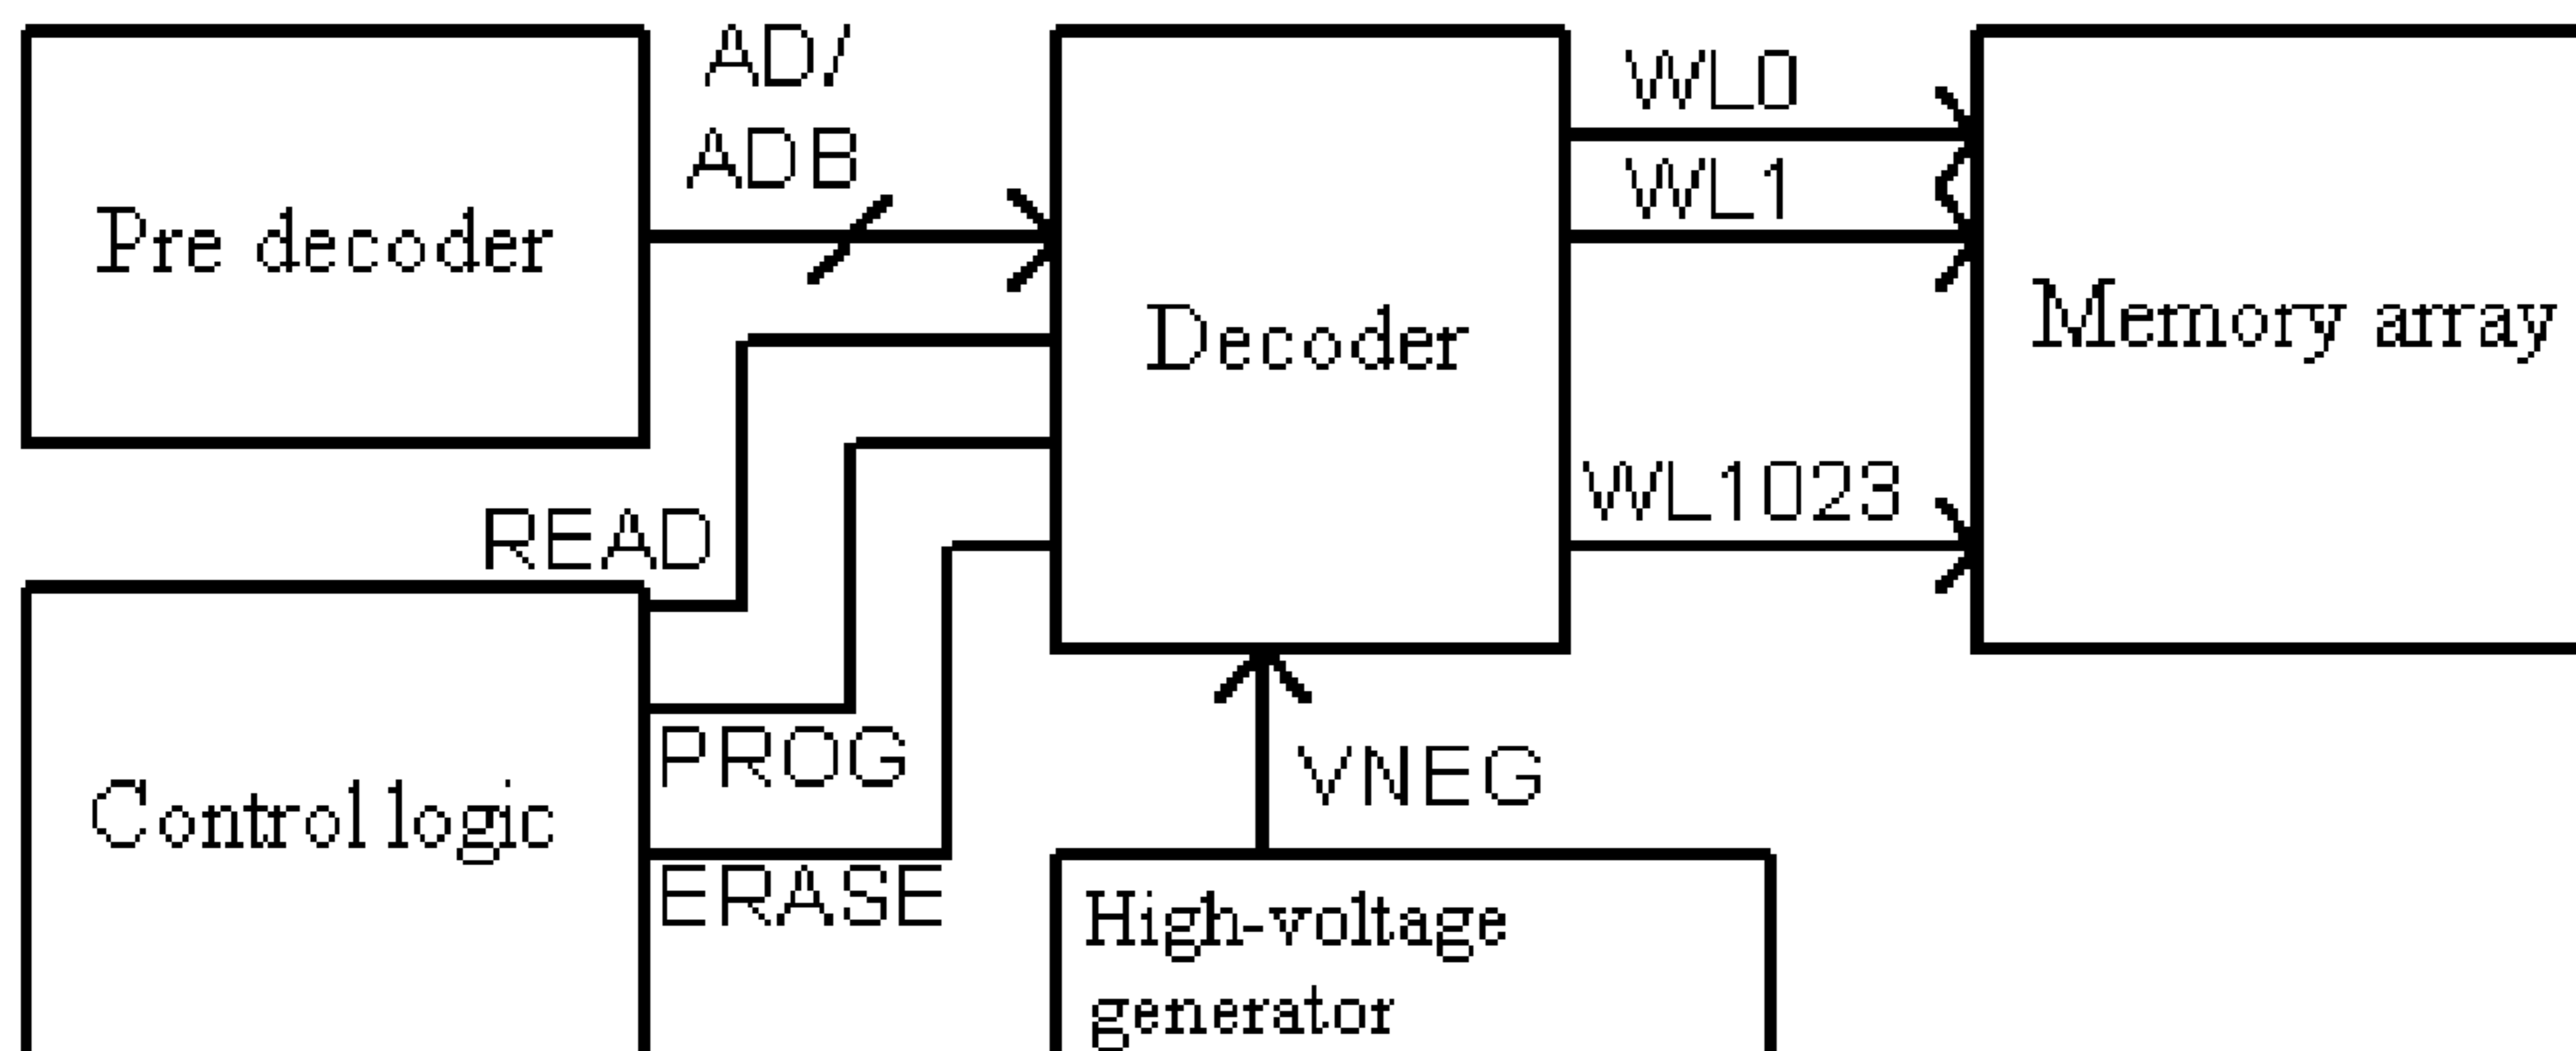 AD/
ADB
Pre decoder
Decoder
WL0
WL1
Memory array
WL1023
READ
PROG
Control logic
ERASE
VNEG
High-voltage
generator